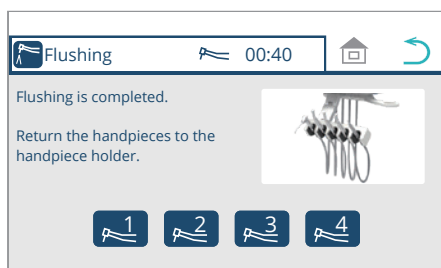 Flushing 00:40
Flushing is completed.
Return the handpieces to the
handpiece holder.
1 2 3 4